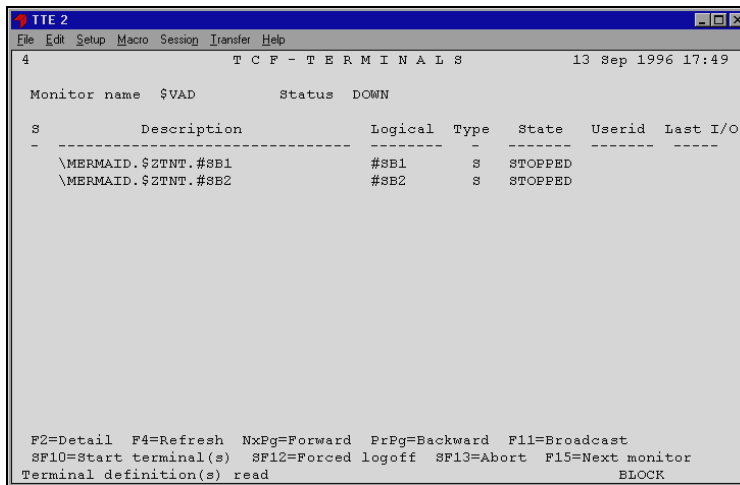 TTE 2
File Edit Setup Macro Session Transfer Help
4 T C F - T E R M I N A L S 13 Sep 1996 17:49
Monitor name $VAD Status DOWN
S Description Logical Type State Userid Last I/O
- -------------------------------- -------- - ------- ------- -----
\MERMAID.$ZTNT.#SB1 #SB1 S STOPPED
\MERMAID.$ZTNT.#SB2 #SB2 S STOPPED
F2=Detail F4=Refresh NxPg=Forward PrPg=Backward F11=Broadcast
SF10=Start terminal(s) SF12=Forced logoff SF13=Abort F15=Next monitor
Terminal definition(s) read BLOCK